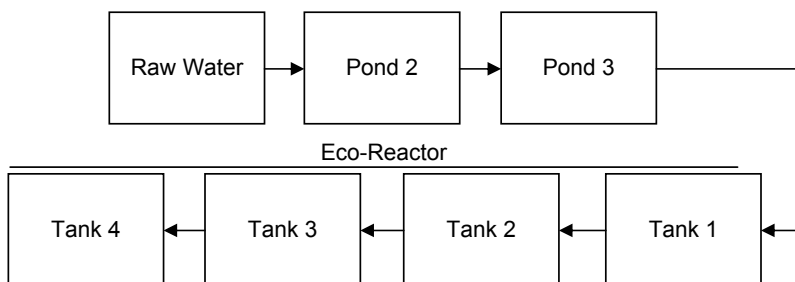 Raw Water
Pond 2
Pond 3
Eco-Reactor
Tank 4
Tank 3
Tank 2
Tank 1